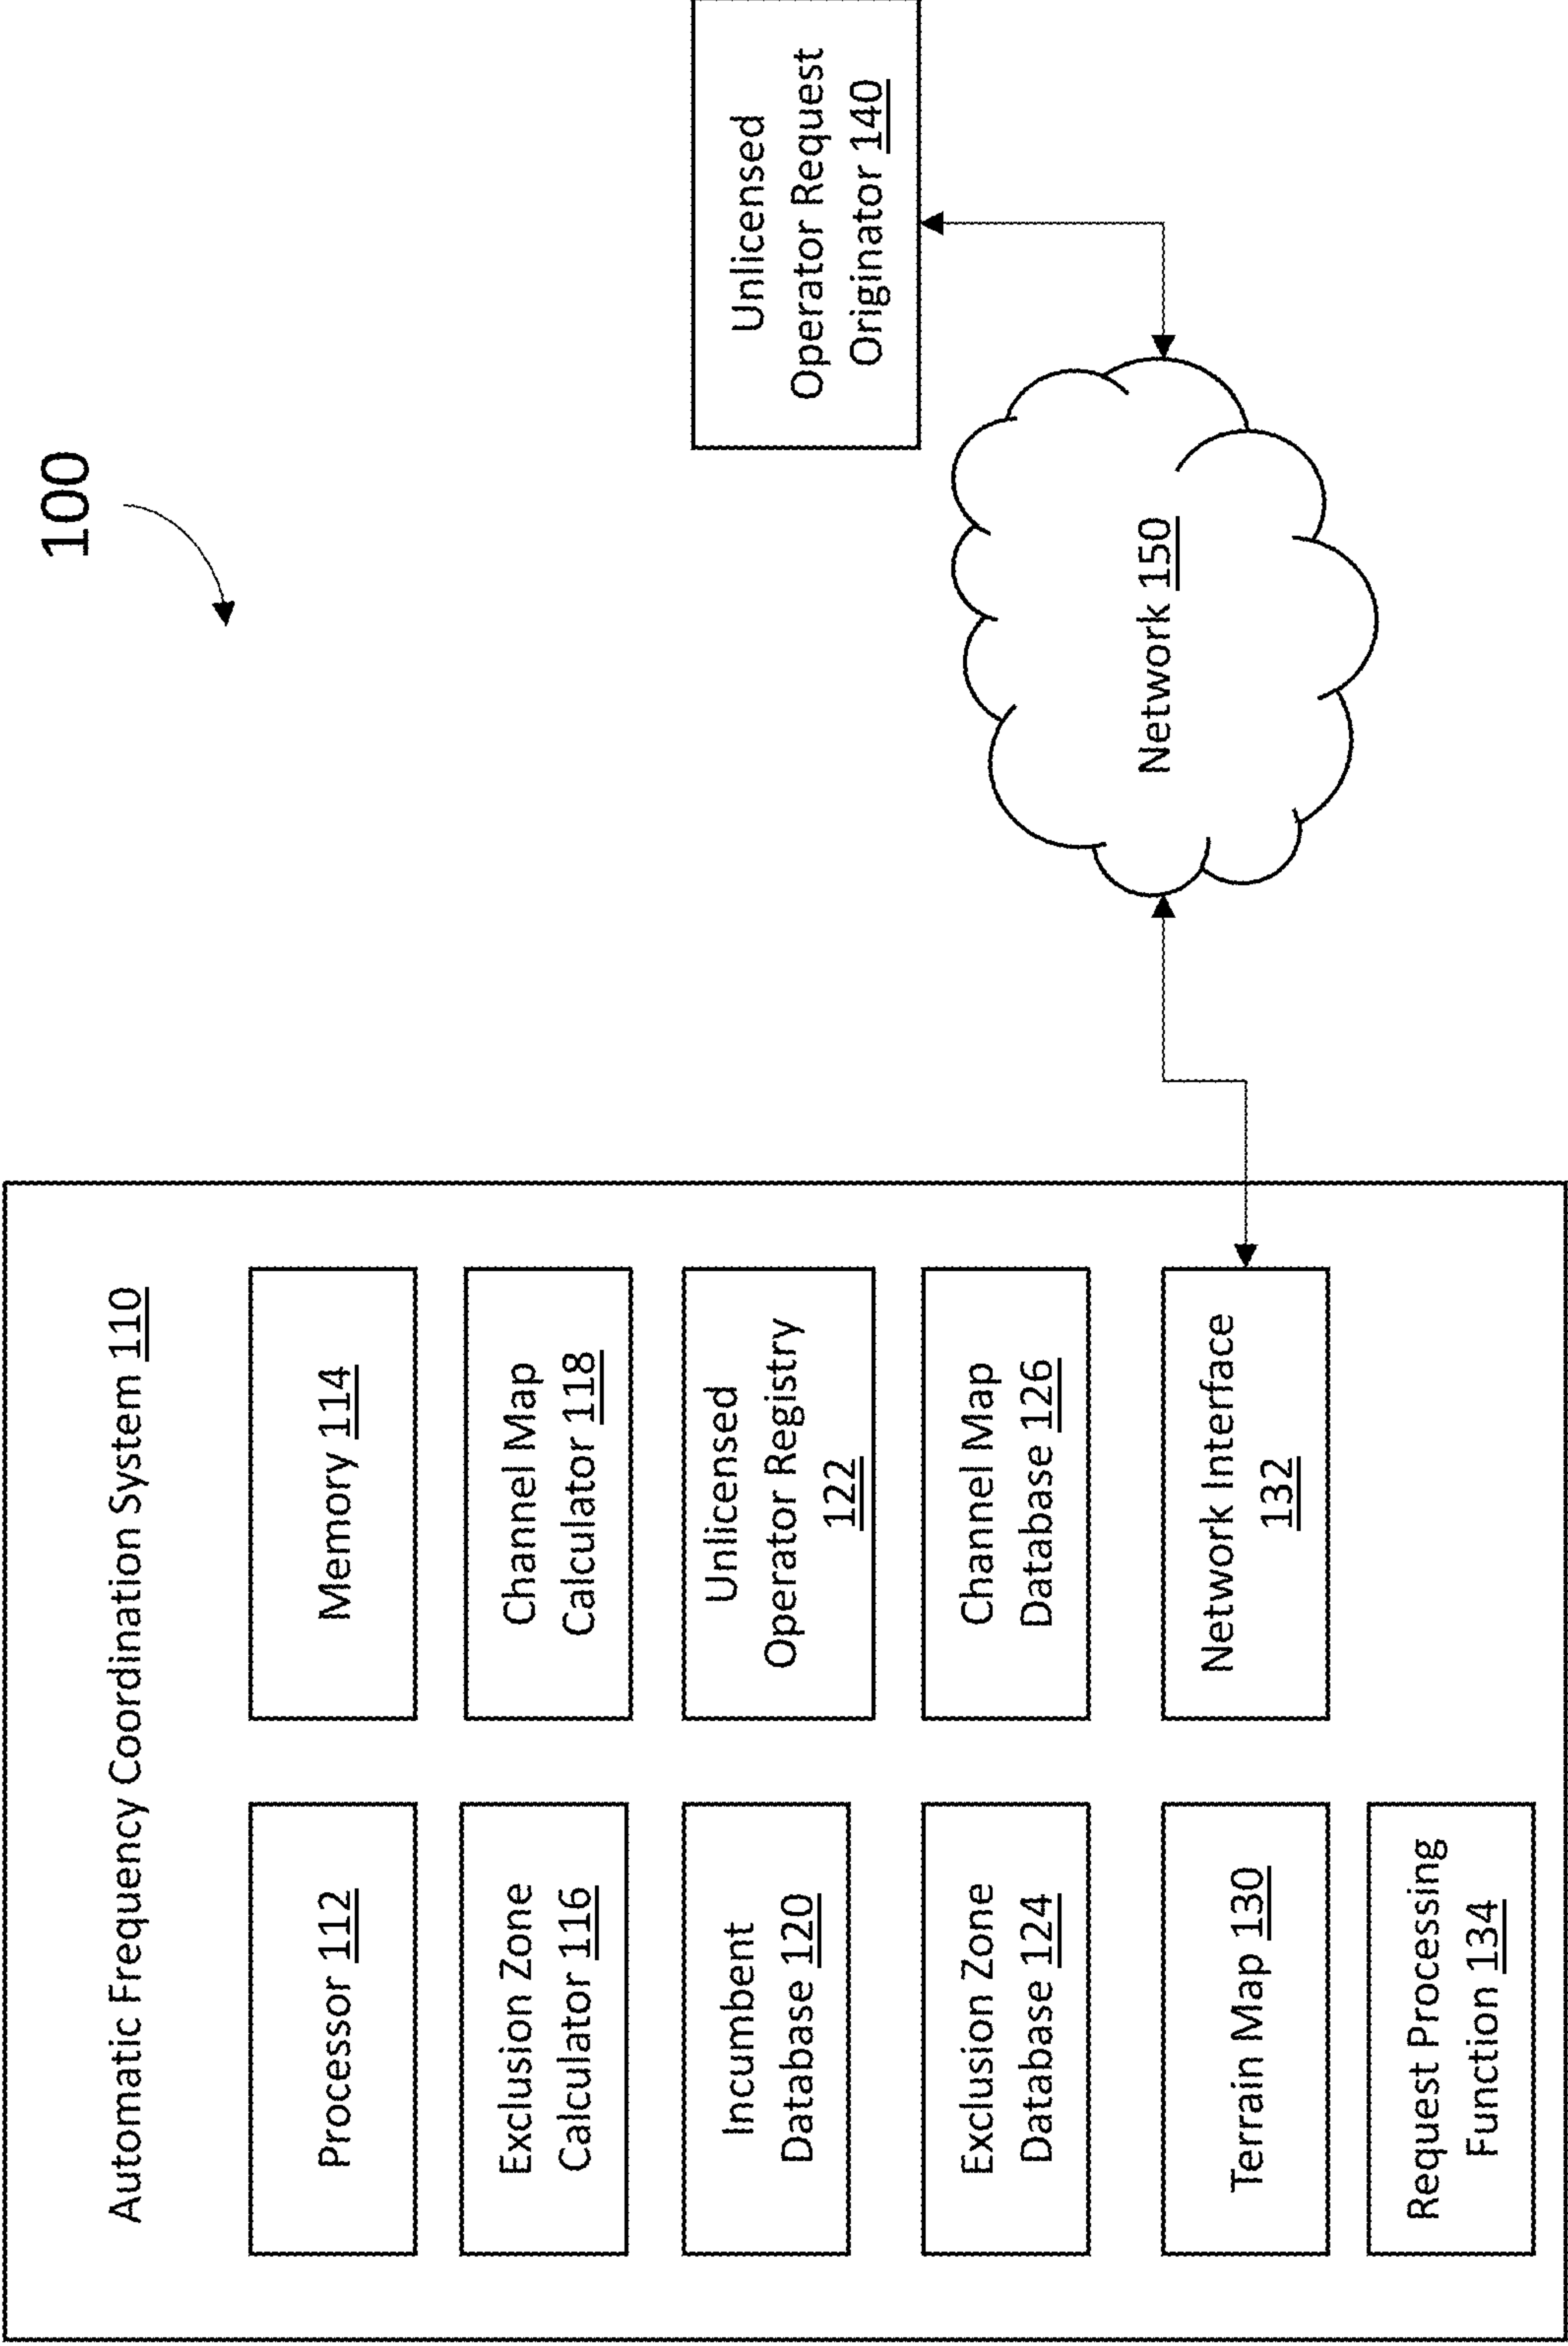 100
Automatic Frequency Coordination System 110
Processor 112
Memory 114
Exclusion Zone
Calculator 116
Channel Map
Calculator 118
Incumbent
Database 120
Unlicensed
Operator Registry
122
Exclusion Zone
Database 124
Channel Map
Database 126
Terrain Map 130
Network Interface
132
Request Processing
Function 134
Network 150
Unlicensed
Operator Request
Originator 140